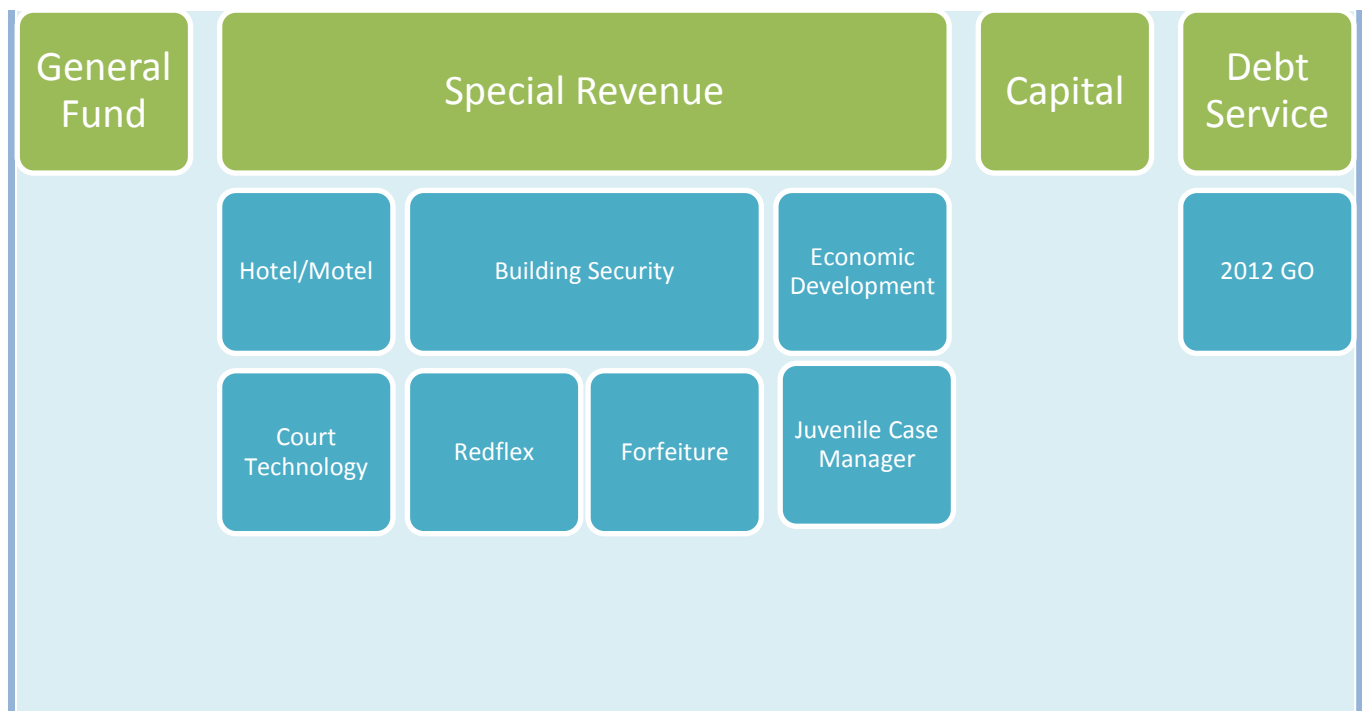 General
Fund
Special Revenue
Capital
Debt
Service
Hotel/Motel
Building Security
Economic
Development
2012 GO
Court
Technology
Redflex
Forfeiture
Juvenile Case
Manager